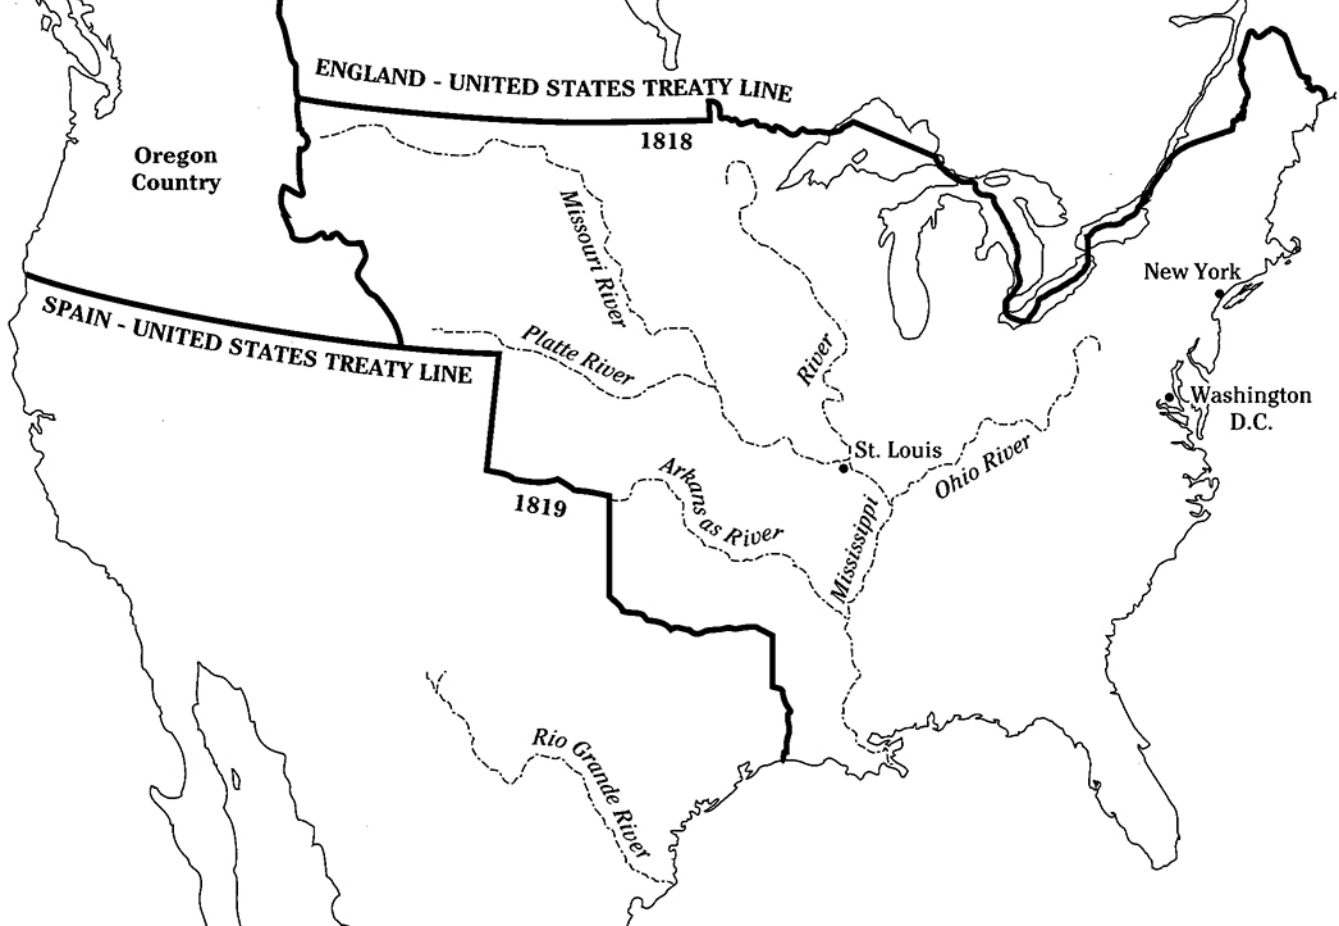 ENGLAND - UNITED STATES TREATY LINE
1818
Oregon
Country
Missouri River
New York
SPAIN - UNITED STATES TREATY LINE
Platte River
River
Washington
D.C.
St. Louis
Ohio River
Arkans as River
1819
Mississippi
Rio Grande River